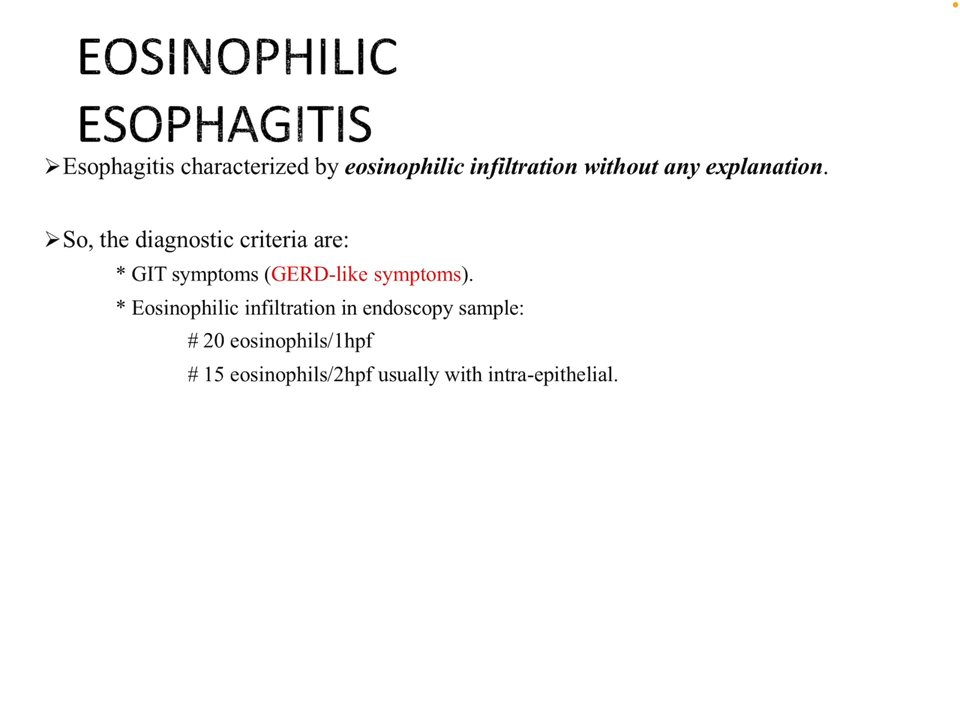 EOSINOPHILIC
ESOPHAGITIS
➢Esophagitis characterized by eosinophilic infiltration without any explanation.
➢So, the diagnostic criteria are:
* GIT symptoms (GERD-like symptoms).
* Eosinophilic infiltration in endoscopy sample:
# 20 eosinophils/1hpf
# 15 eosinophils/2hpf usually with intra-epithelial.